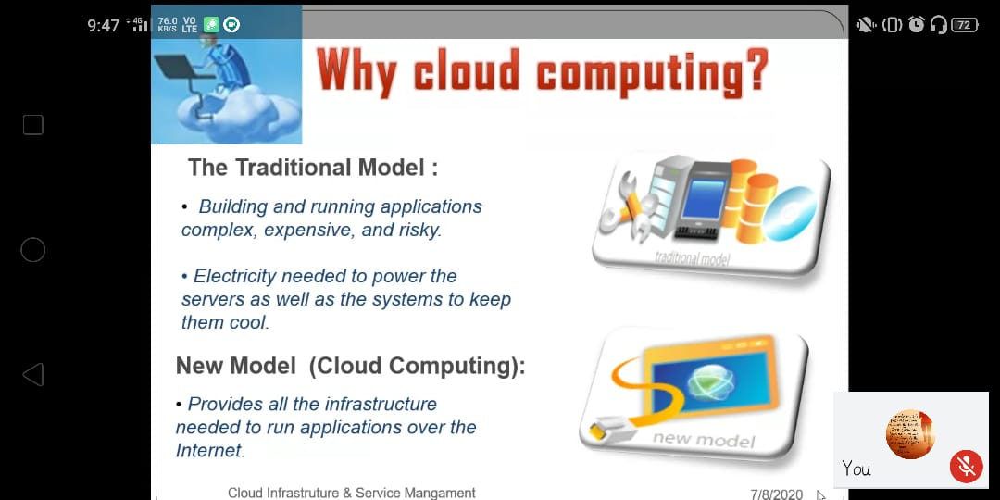 9:47 4G 76.0 KB/S VO LTE 72
Why cloud computing?
The Traditional Model :
• Building and running applications
complex, expensive, and risky.
traditional model
• Electricity needed to power the
servers as well as the systems to keep
them cool.
New Model (Cloud Computing):
• Provides all the infrastructure
needed to run applications over the
Internet.
new model
You
Cloud Infrastruture & Service Mangament
7/8/2020